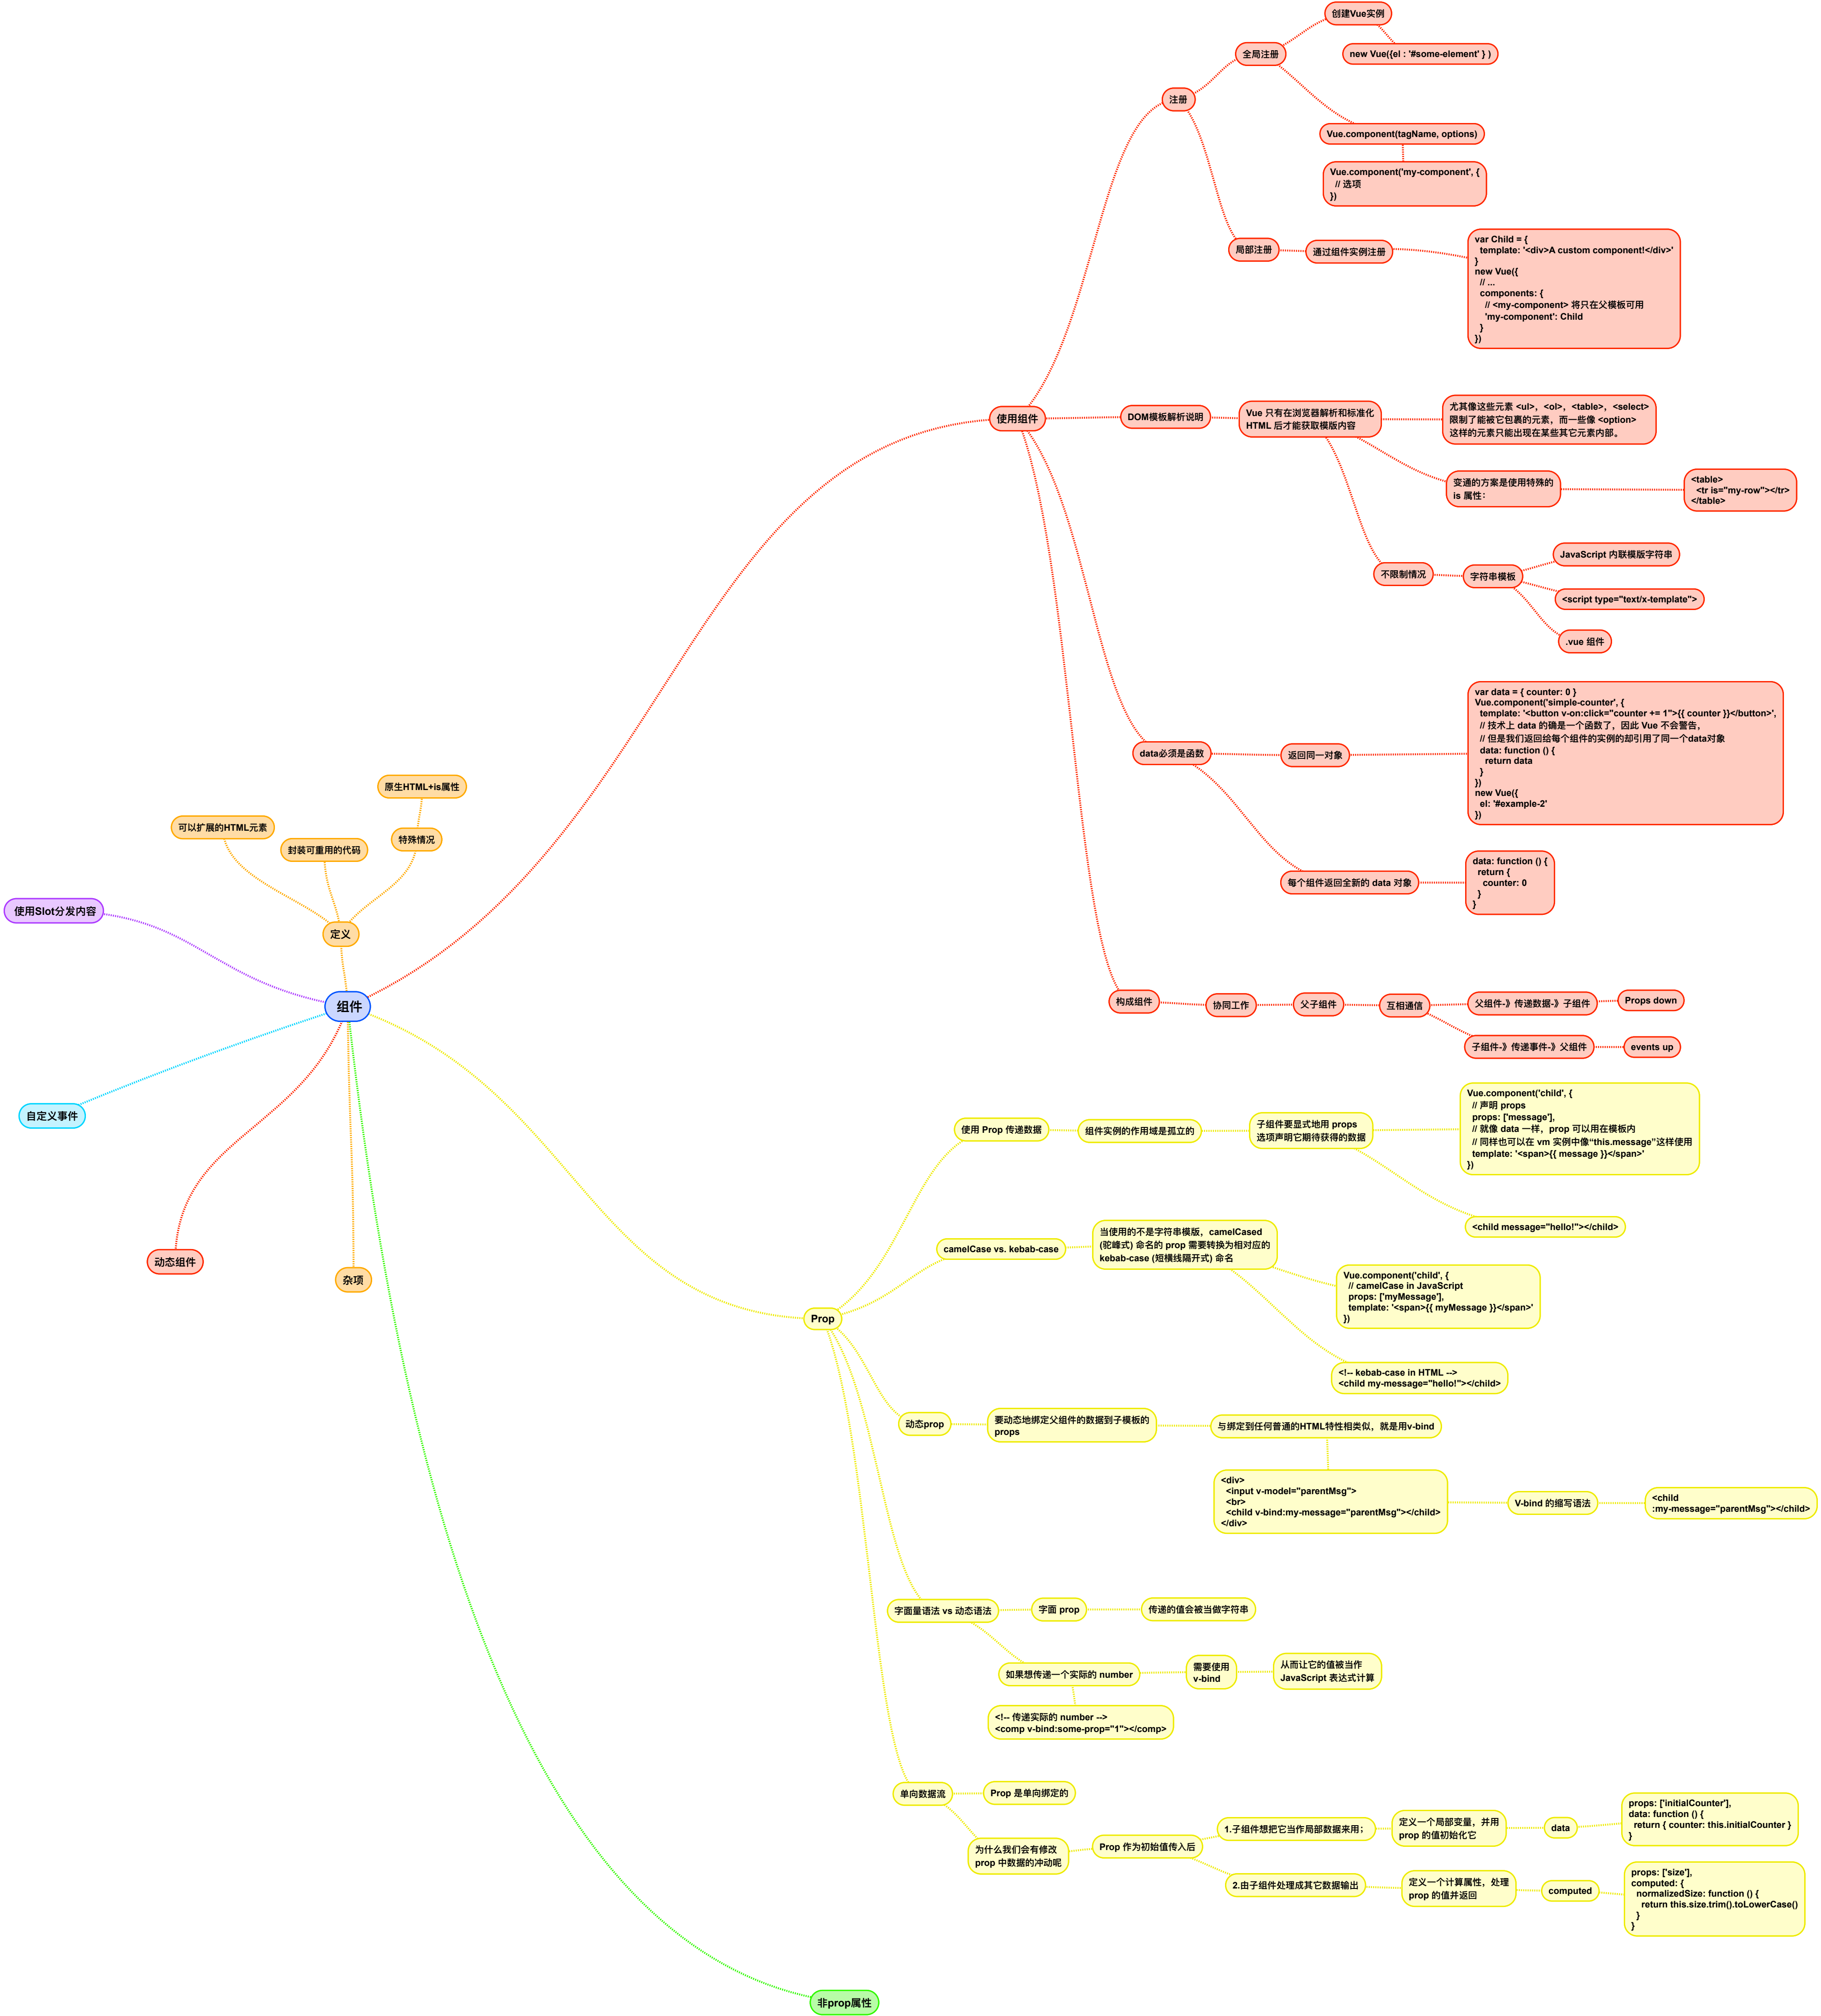 创建Vue实例
new Vue({el : '#some-element' } )
全局注册
注册
Vue.component(tagName, options)
Vue.component('my-component', {
// 选项
})
局部注册
通过组件实例注册
var Child = {
template: '<div>A custom component!</div>'
}
new Vue({
// ...
components: {
// <my-component> 将只在父模板可用
'my-component': Child
}
})
使用组件
DOM模板解析说明
Vue 只有在浏览器解析和标准化
HTML 后才能获取模版内容
尤其像这些元素 <ul>，<ol>，<table>，<select>
限制了能被它包裹的元素，而一些像 <option>
这样的元素只能出现在某些其它元素内部。
变通的方案是使用特殊的
is 属性：
<table>
<tr is="my-row"></tr>
</table>
不限制情况
字符串模板
JavaScript 内联模版字符串
<script type="text/x-template">
.vue 组件
data必须是函数
返回同一对象
var data = { counter: 0 }
Vue.component('simple-counter', {
template: '<button v-on:click="counter += 1">{{ counter }}</button>',
// 技术上 data 的确是一个函数了，因此 Vue 不会警告，
// 但是我们返回给每个组件的实例的却引用了同一个data对象
data: function () {
return data
}
})
new Vue({
el: '#example-2'
})
每个组件返回全新的 data 对象
data: function () {
return {
counter: 0
}
}
原生HTML+is属性
可以扩展的HTML元素
封装可重用的代码
特殊情况
定义
使用Slot分发内容
组件
自定义事件
动态组件
杂项
构成组件
协同工作
父子组件
互相通信
父组件-》传递数据-》子组件
Props down
子组件-》传递事件-》父组件
events up
Prop
使用 Prop 传递数据
组件实例的作用域是孤立的
子组件要显式地用 props
选项声明它期待获得的数据
Vue.component('child', {
// 声明 props
props: ['message'],
// 就像 data 一样，prop 可以用在模板内
// 同样也可以在 vm 实例中像“this.message”这样使用
template: '<span>{{ message }}</span>'
})
<child message="hello!"></child>
camelCase vs. kebab-case
当使用的不是字符串模版，camelCased
(驼峰式) 命名的 prop 需要转换为相对应的
kebab-case (短横线隔开式) 命名
Vue.component('child', {
// camelCase in JavaScript
props: ['myMessage'],
template: '<span>{{ myMessage }}</span>'
})
<!-- kebab-case in HTML -->
<child my-message="hello!"></child>
动态prop
要动态地绑定父组件的数据到子模板的
props
与绑定到任何普通的HTML特性相类似，就是用v-bind
<div>
<input v-model="parentMsg">
<br>
<child v-bind:my-message="parentMsg"></child>
</div>
V-bind 的缩写语法
<child
:my-message="parentMsg"></child>
字面量语法 vs 动态语法
字面 prop
传递的值会被当做字符串
如果想传递一个实际的 number
需要使用
v-bind
从而让它的值被当作
JavaScript 表达式计算
<!-- 传递实际的 number -->
<comp v-bind:some-prop="1"></comp>
单向数据流
Prop 是单向绑定的
为什么我们会有修改
prop 中数据的冲动呢
Prop 作为初始值传入后
1.子组件想把它当作局部数据来用；
定义一个局部变量，并用
prop 的值初始化它
data
props: ['initialCounter'],
data: function () {
return { counter: this.initialCounter }
}
2.由子组件处理成其它数据输出
定义一个计算属性，处理
prop 的值并返回
computed
props: ['size'],
computed: {
normalizedSize: function () {
return this.size.trim().toLowerCase()
}
}
非prop属性